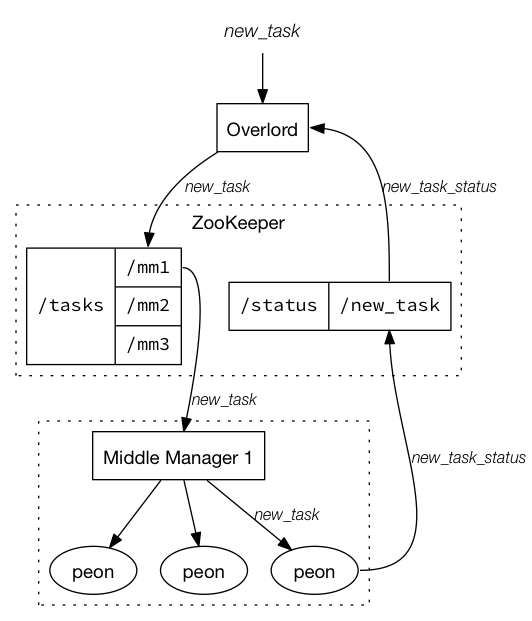 new_task
Overlord
new_task
new_task_status
ZooKeeper
/tasks
/mm1
/mm2
/mm3
/status
/new_task
new_task
Middle Manager 1
new_task_status
new_task
peon
peon
peon